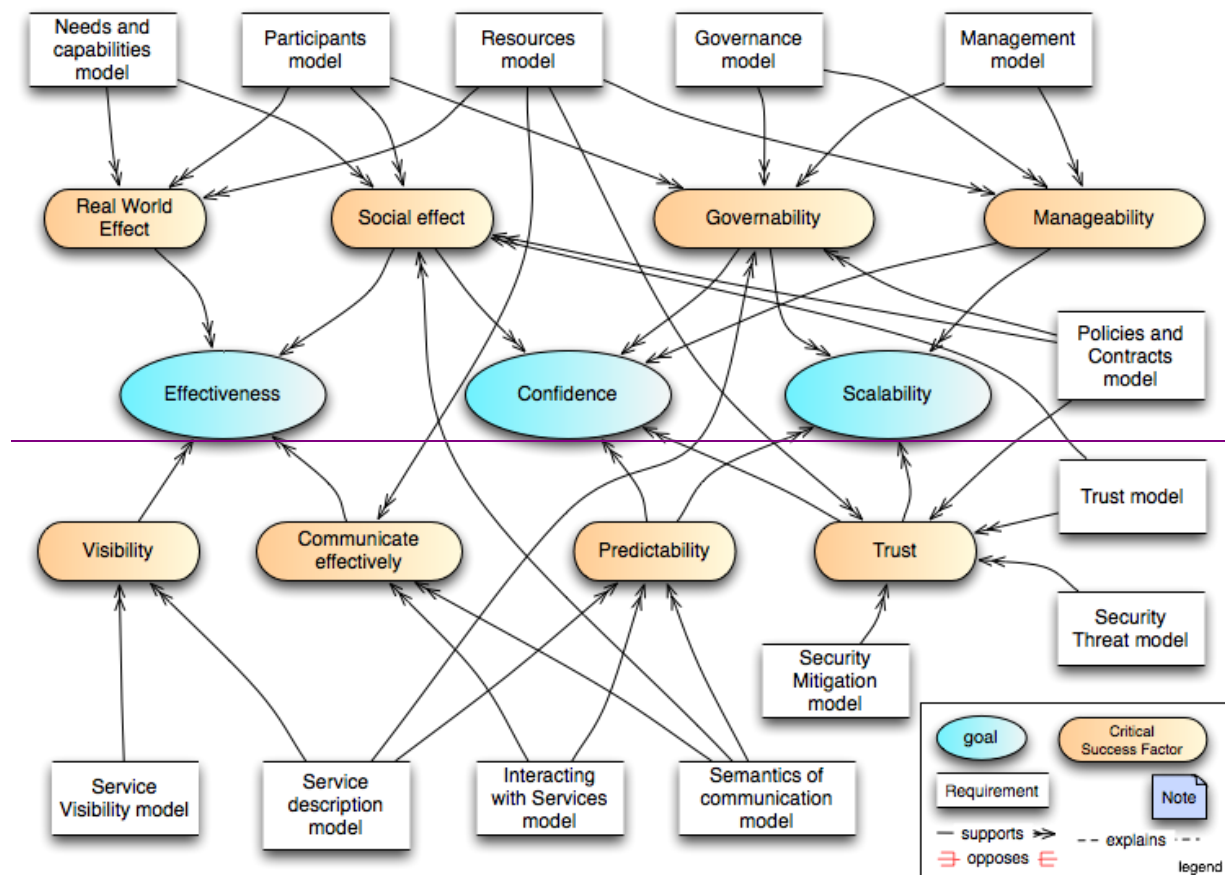 Needs and
capabilities
model
Participants
model
Resources
model
Governance
model
Management
model
Real World
Effect
Social effect
Governability
Manageability
Policies and
Contracts
model
Effectiveness
Confidence
Scalability
Trust model
Visibility
Communicate
effectively
Predictability
Trust
Security
Threat model
Security
Mitigation
model
Service
Visibility model
Service
description
model
Interacting
with Services
model
Semantics of
communication
model
goal
Critical
Success Factor
Requirement
Note
supports
explains
opposes
legend